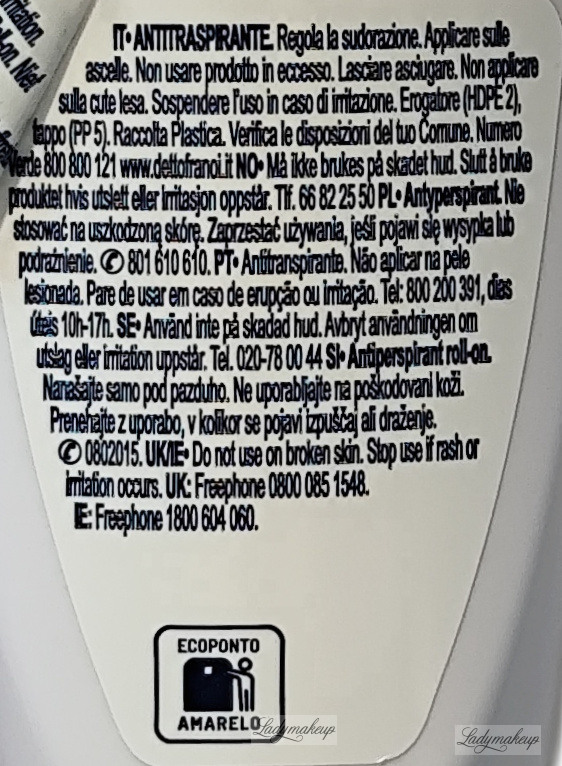 IT• ANTITRASPIRANTE. Regola la sudorazione. Applicare sulle
ascelle. Non usare prodotto in eccesso. Lasciare asciugare. Non applicare
sulla cute lesa. Sospendere l'uso in caso di irritazione. Erogatore (HDPE 2),
tappo (PP 5). Raccolta Plastica. Verifica le disposizioni del tuo Comune. Numero
Verde 800 800 121 www.dettofranoi.it NO• Må ikke brukes på skadet hud. Slutt å bruke
produktet hvis utslett eller irritasjon oppstår. Tlf. 66 82 25 50 PL• Antyperspirant. Nie
stosować na uszkodzoną skórę. Zaprzestać używania, jeśli pojawi się wysypka lub
podrażnienie. ✆ 801 610 610. PT• Antitranspirante. Não aplicar na pele
lesionada. Pare de usar em caso de erupção ou irritação. Tel: 800 200 391, dias
úteis 10h-17h. SE• Använd inte på skadad hud. Avbryt användningen om
utslag eller irritation uppstår. Tel. 020-78 00 44 SI• Antiperspirant roll-on.
Nanašajte samo pod pazduho. Ne uporabljajte na poškodovani koži.
Prenehajte z uporabo, v kolikor se pojavi izpuščaj ali draženje.
✆ 0802015. UK/IE• Do not use on broken skin. Stop use if rash or
irritation occurs. UK: Freephone 0800 085 1548.
IE: Freephone 1800 604 060.
ECOPONTO
AMARELO
Ladymakeup
Ladymakeup